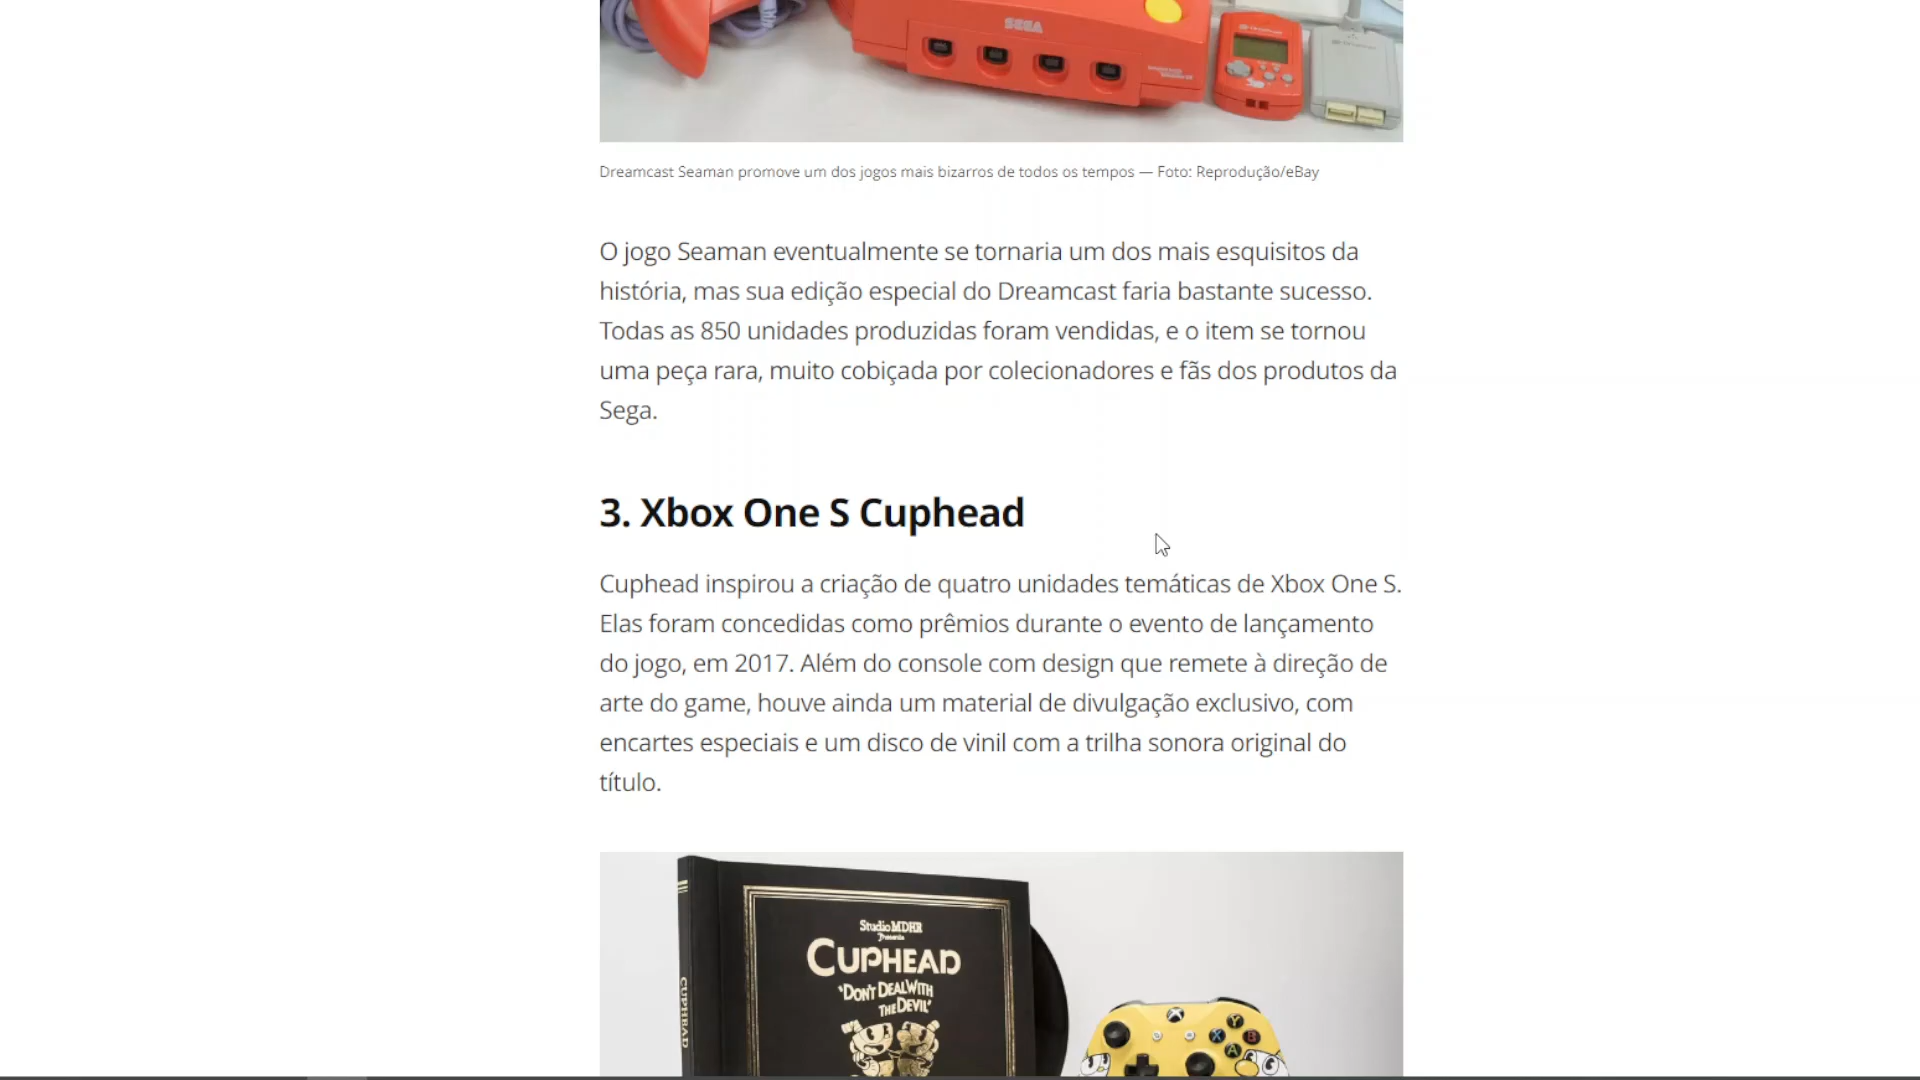 SEGA
Dreamcast Seaman promove um dos jogos mais bizarros de todos os tempos — Foto: Reprodução/eBay
O jogo Seaman eventualmente se tornaria um dos mais esquisitos da
história, mas sua edição especial do Dreamcast faria bastante sucesso.
Todas as 850 unidades produzidas foram vendidas, e o item se tornou
uma peça rara, muito cobiçada por colecionadores e fãs dos produtos da
Sega.
3. Xbox One S Cuphead
Cuphead inspirou a criação de quatro unidades temáticas de Xbox One S.
Elas foram concedidas como prêmios durante o evento de lançamento
do jogo, em 2017. Além do console com design que remete à direção de
arte do game, houve ainda um material de divulgação exclusivo, com
encartes especiais e um disco de vinil com a trilha sonora original do
título.
Studio MDHR
Presents
CUPHEAD
"DON'T DEAL WITH
THE DEVIL"
CUPHEAD
Y
X B
A